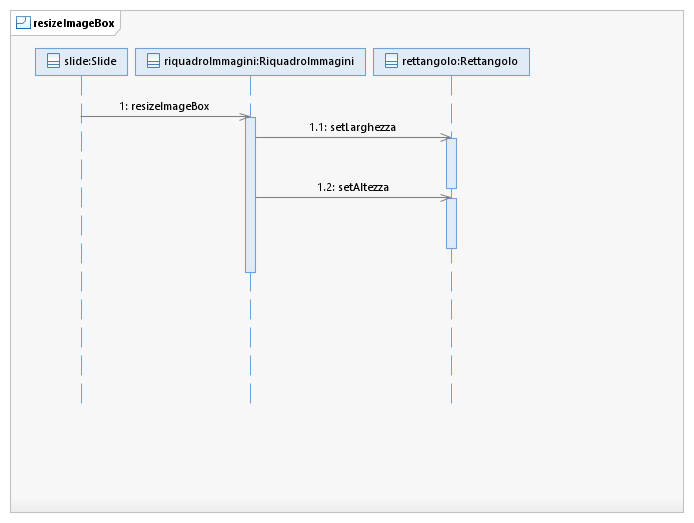 resizeImageBox
slide:Slide
riquadroImmagini:RiquadroImmagini
rettangolo:Rettangolo
1: resizeImageBox
1.1: setLarghezza
1.2: setAltezza